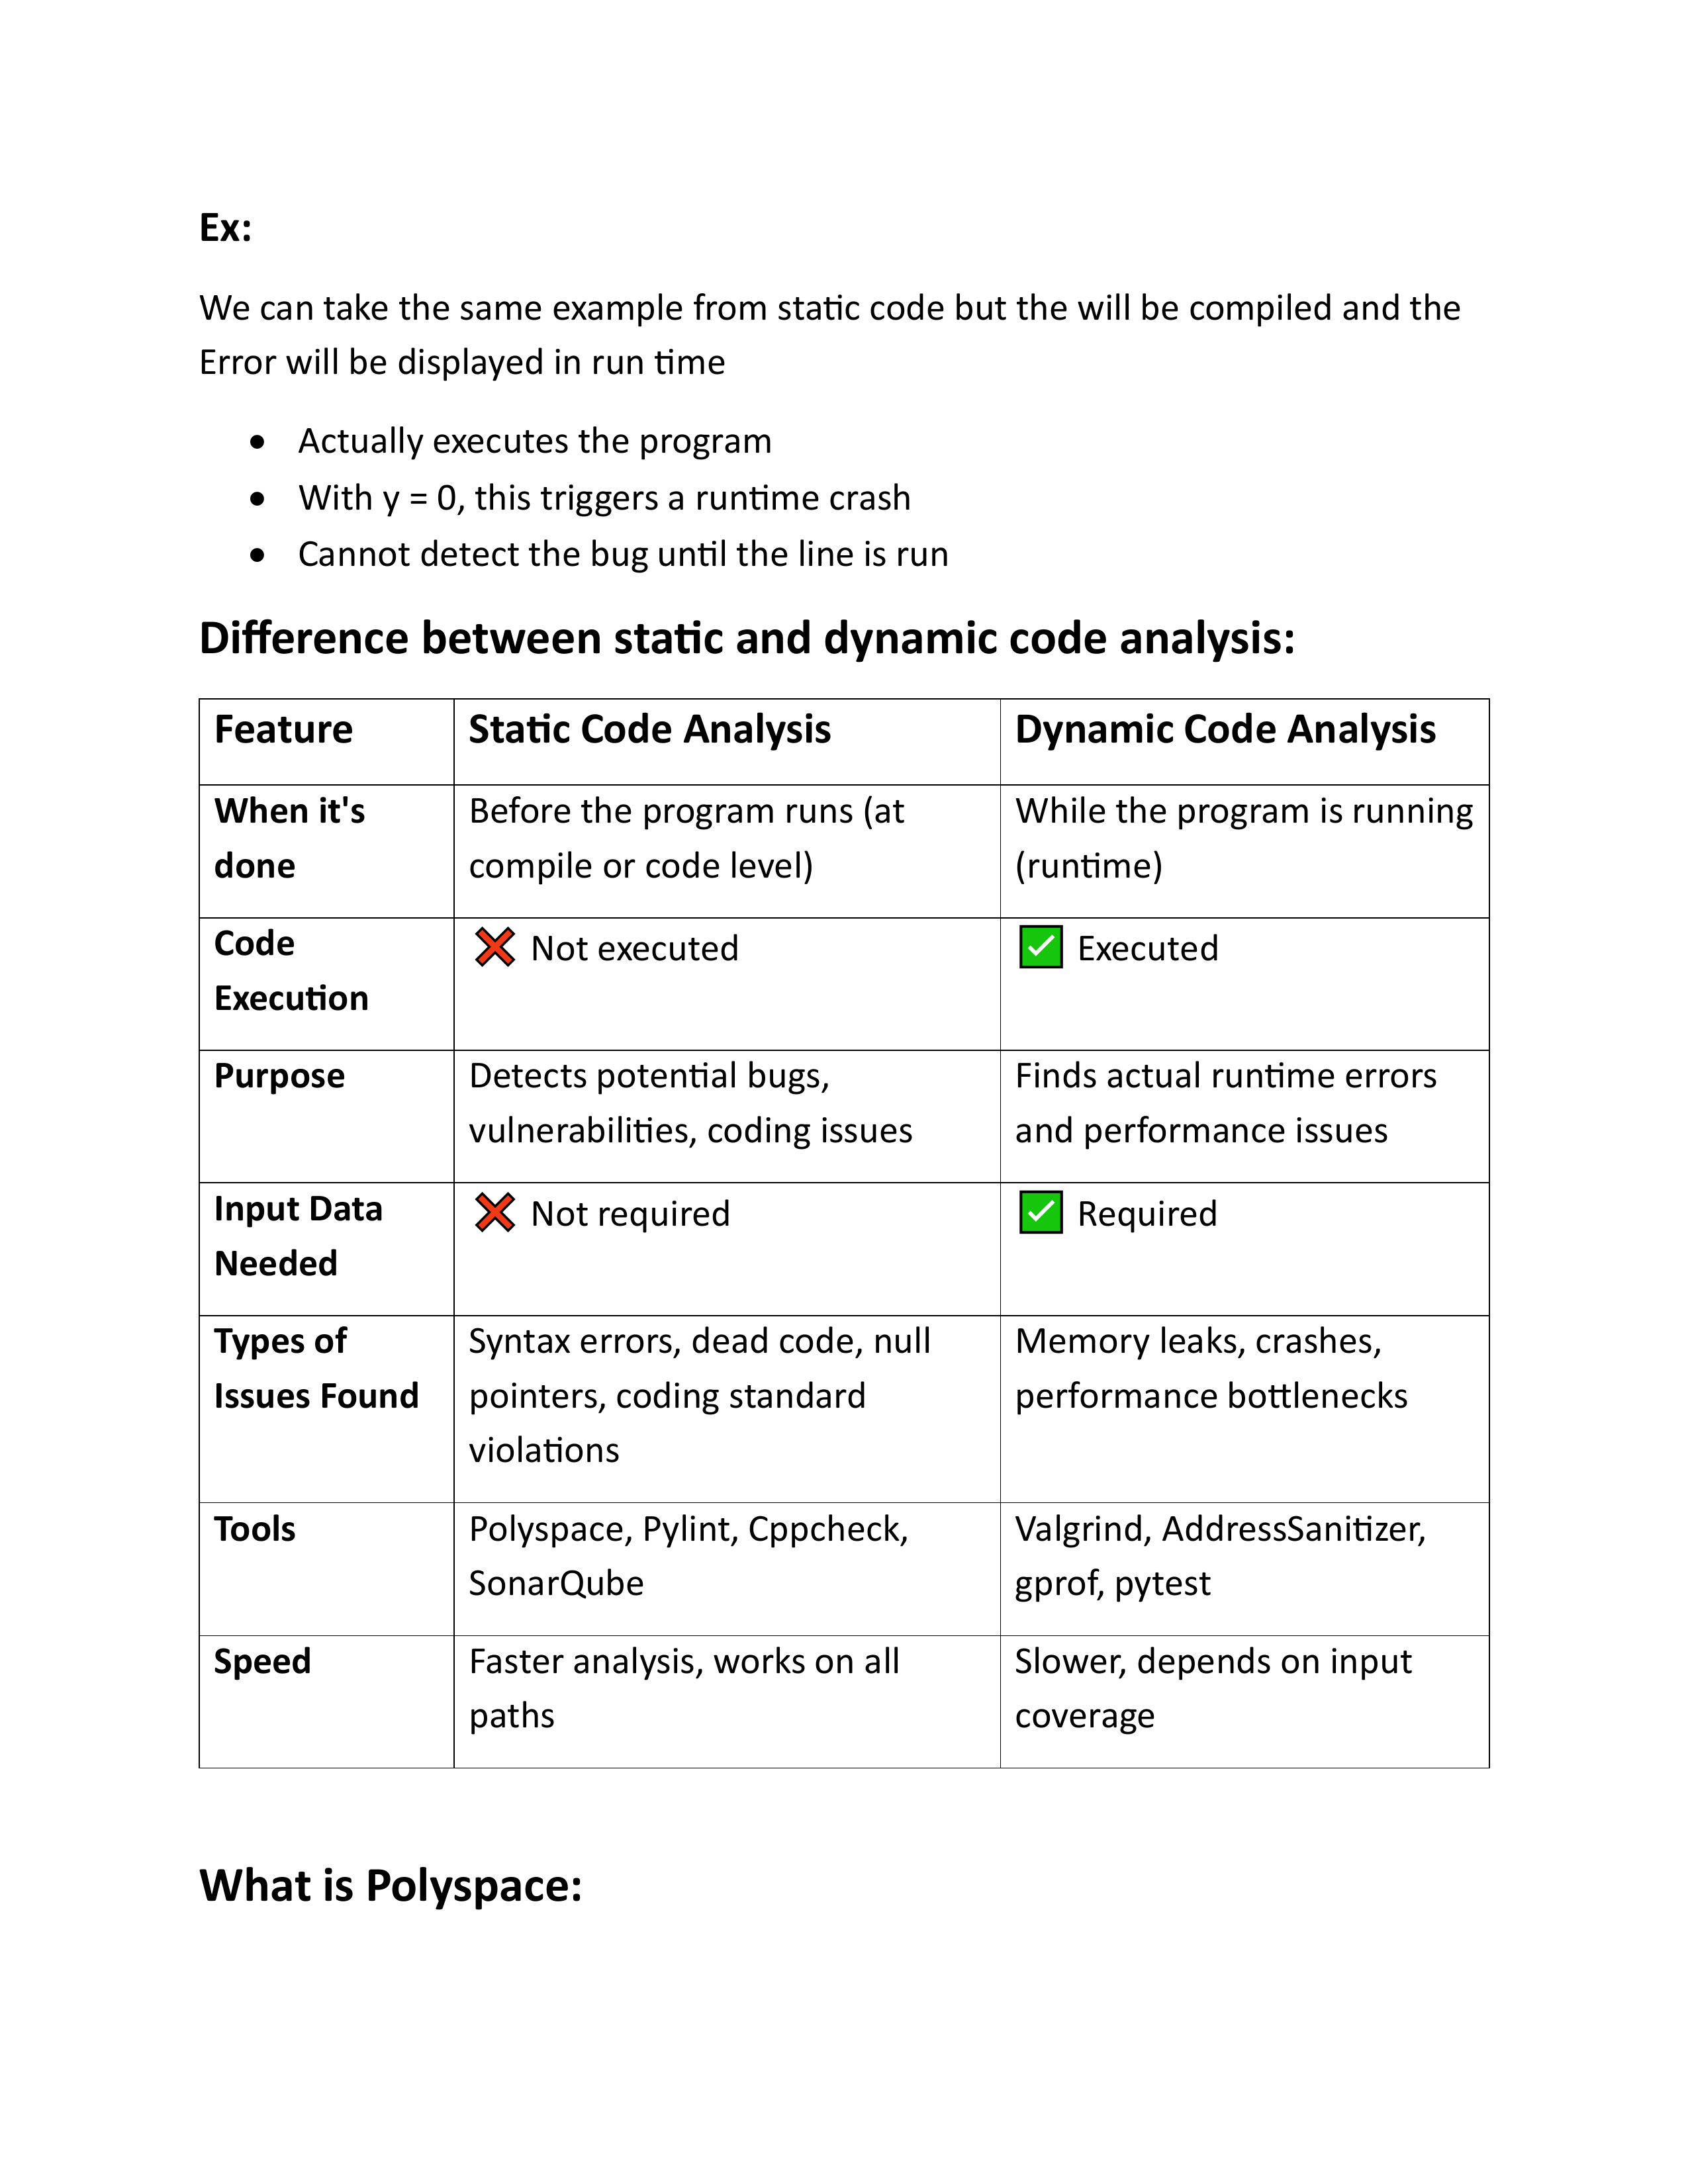 Ex:
We can take the same example from static code but the will be compiled and the
Error will be displayed in run time
• Actually executes the program
• With y = 0, this triggers a runtime crash
• Cannot detect the bug until the line is run
Difference between static and dynamic code analysis:
Feature Static Code Analysis Dynamic Code Analysis
When it's Before the program runs (at While the program is running
done compile or code level) (runtime)
Code ❌ Not executed ✅ Executed
Execution
Purpose Detects potential bugs, Finds actual runtime errors
vulnerabilities, coding issues and performance issues
Input Data ❌ Not required ✅ Required
Needed
Types of Syntax errors, dead code, null Memory leaks, crashes,
Issues Found pointers, coding standard performance bottlenecks
violations
Tools Polyspace, Pylint, Cppcheck, Valgrind, AddressSanitizer,
SonarQube gprof, pytest
Speed Faster analysis, works on all Slower, depends on input
paths coverage
What is Polyspace: